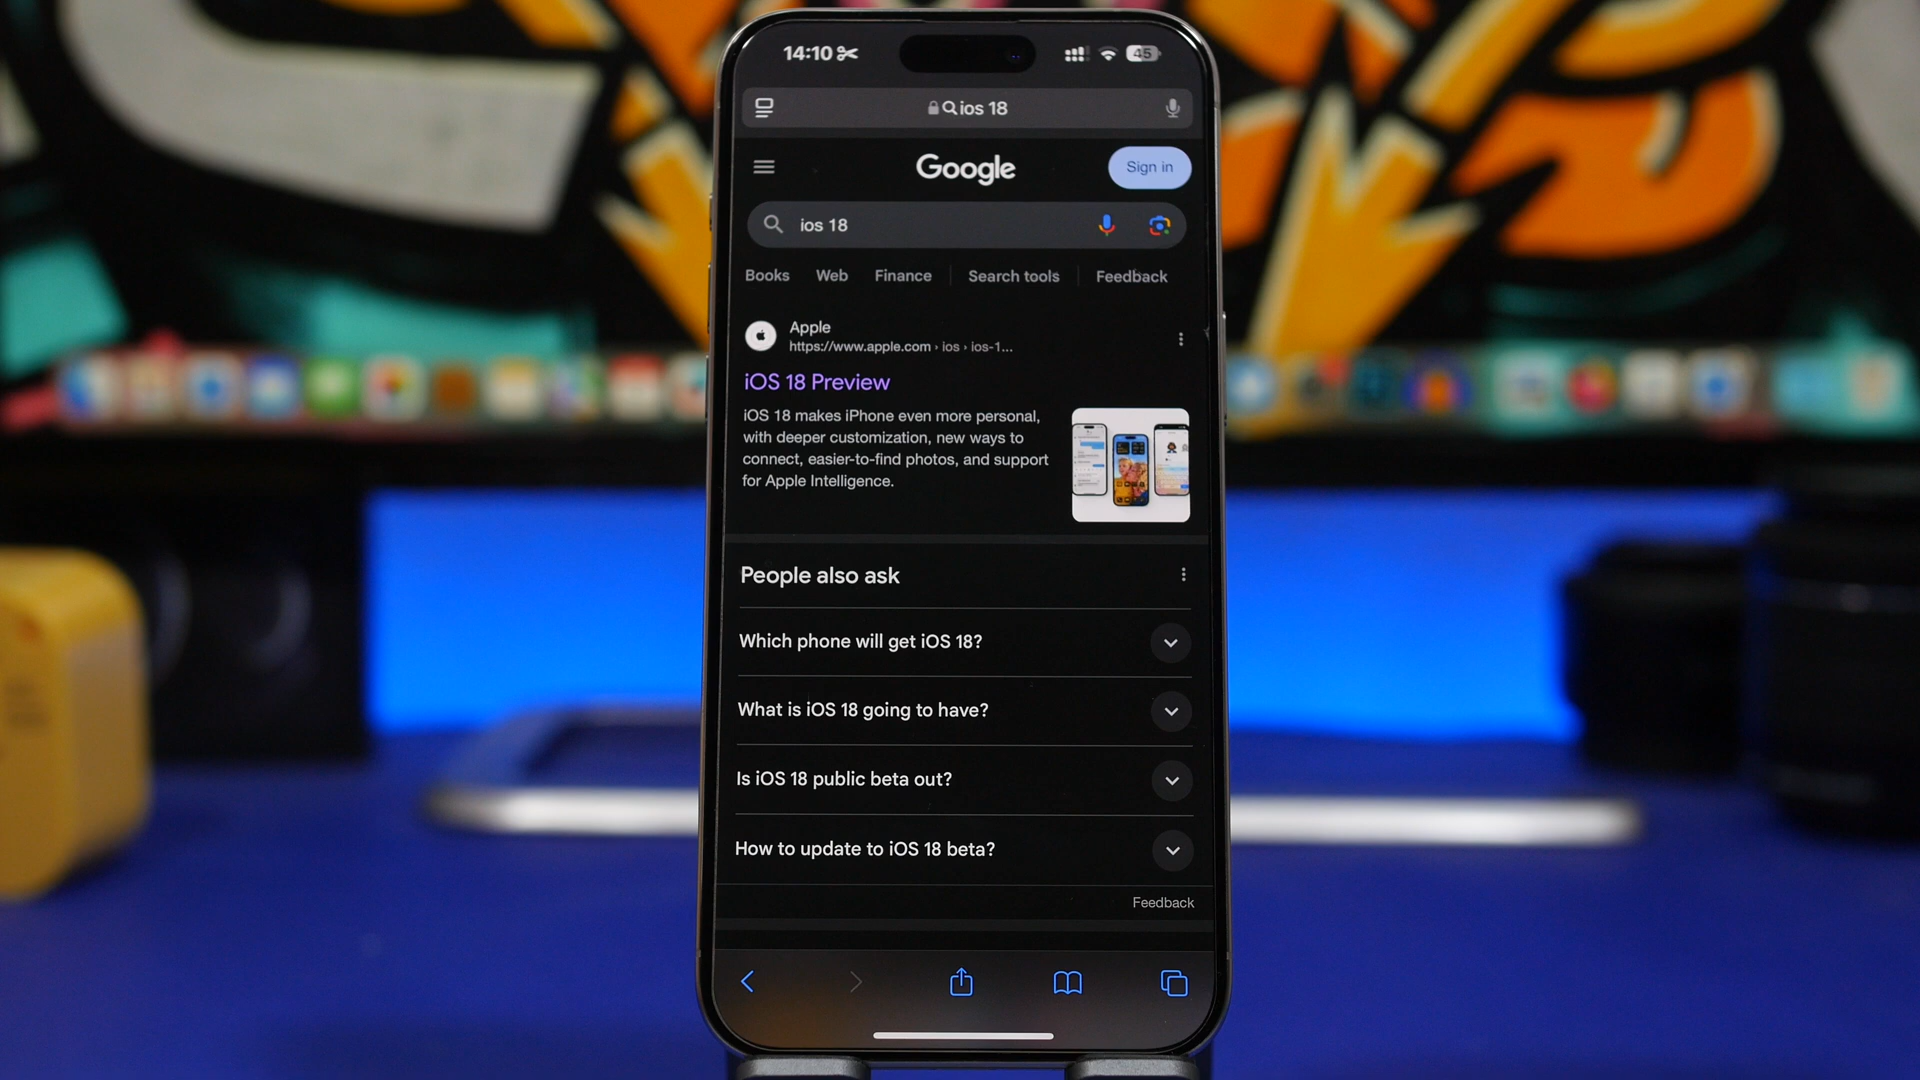 14:10
45
ios 18
Google
Sign in
ios 18
Books Web Finance Search tools Feedback
Apple
https://www.apple.com › ios › ios-1...
iOS 18 Preview
iOS 18 makes iPhone even more personal,
with deeper customization, new ways to
connect, easier-to-find photos, and support
for Apple Intelligence.
People also ask
Which phone will get iOS 18?
What is iOS 18 going to have?
Is iOS 18 public beta out?
How to update to iOS 18 beta?
Feedback